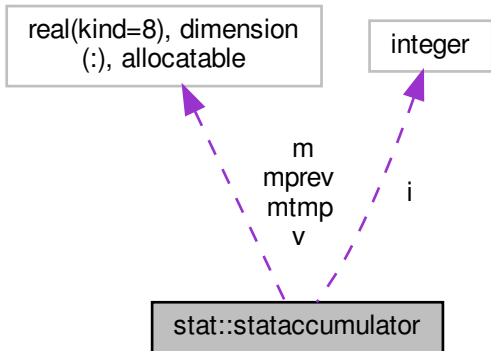 real(kind=8), dimension
(:), allocatable
integer
m
mprev
mtmp
v
i
stat::stataccumulator